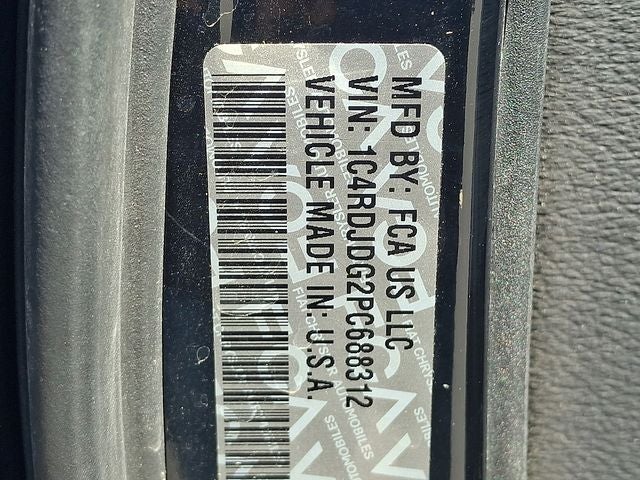 MFD BY: FCA US LLC
VIN: 1C4RDJDG2PC688312
VEHICLE MADE IN: U.S.A.